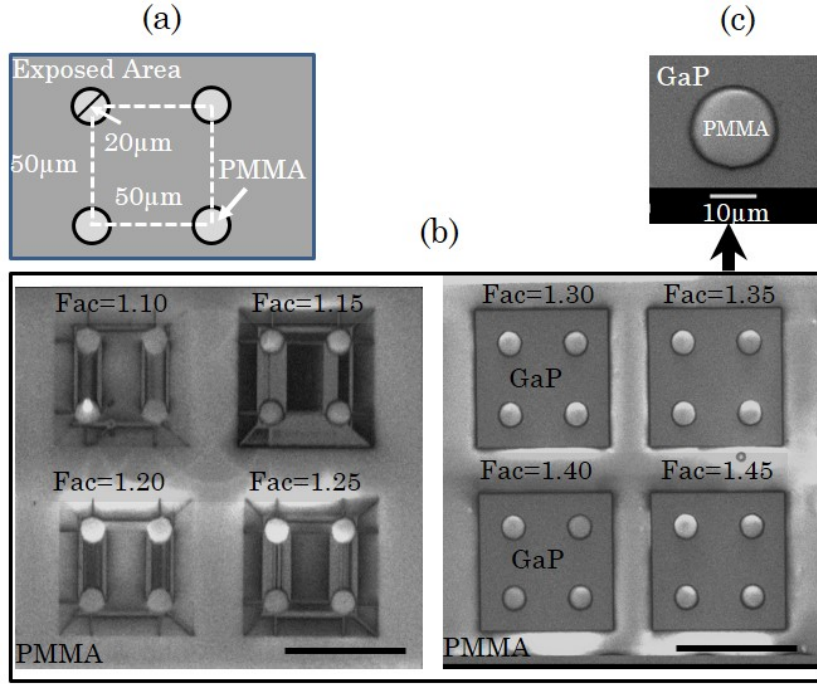 (a)
Exposed Area
20µm
50µm
50µm
PMMA
(c)
GaP
PMMA
10µm
(b)
Fac=1.10
Fac=1.15
Fac=1.20
Fac=1.25
PMMA
Fac=1.30
Fac=1.35
GaP
Fac=1.40
Fac=1.45
GaP
PMMA